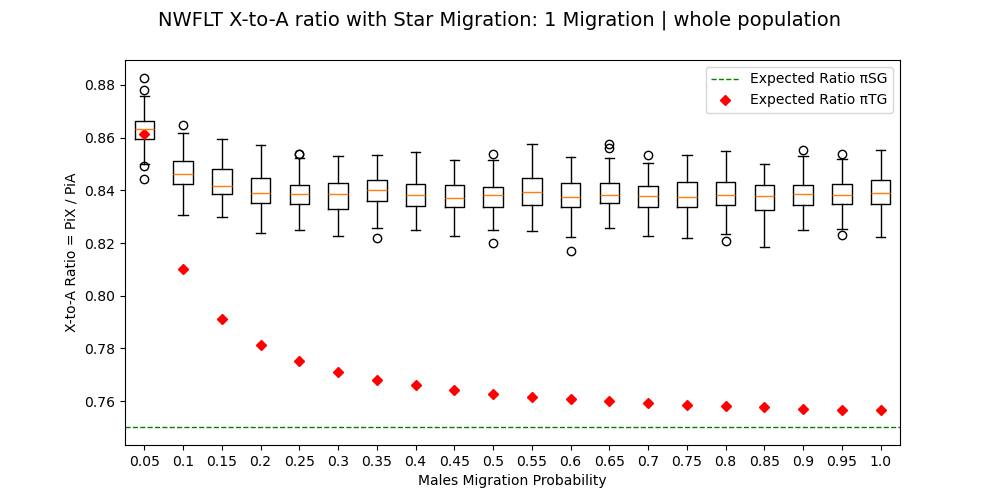 NWFLT X-to-A ratio with Star Migration: 1 Migration | whole population
Expected Ratio πSG
Expected Ratio πTG
X-to-A Ratio = PiX / PiA
0.88
0.86
0.84
0.82
0.80
0.78
0.76
0.05 0.1 0.15 0.2 0.25 0.3 0.35 0.4 0.45 0.5 0.55 0.6 0.65 0.7 0.75 0.8 0.85 0.9 0.95 1.0
Males Migration Probability